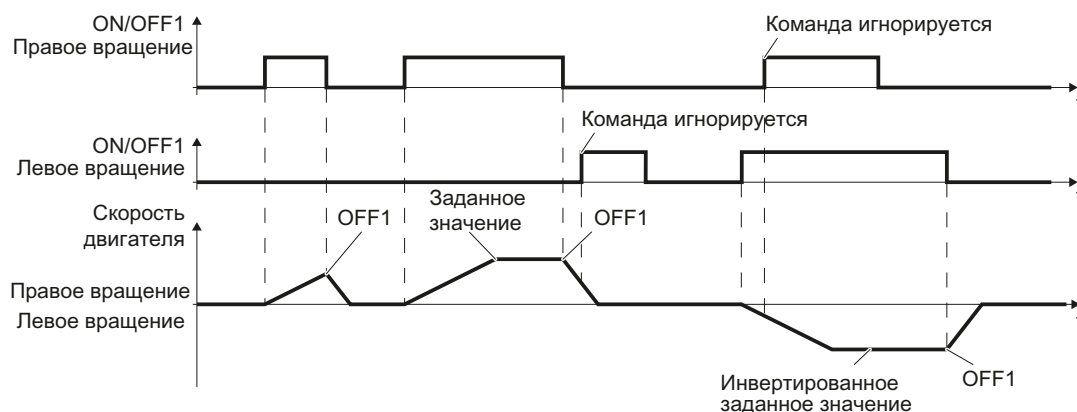 ON/OFF1
Правое вращение
Команда игнорируется
ON/OFF1
Левое вращение
Команда игнорируется
Скорость
двигателя
OFF1
Заданное
значение
OFF1
Правое вращение
Левое вращение
Инвертированное
заданное значение
OFF1